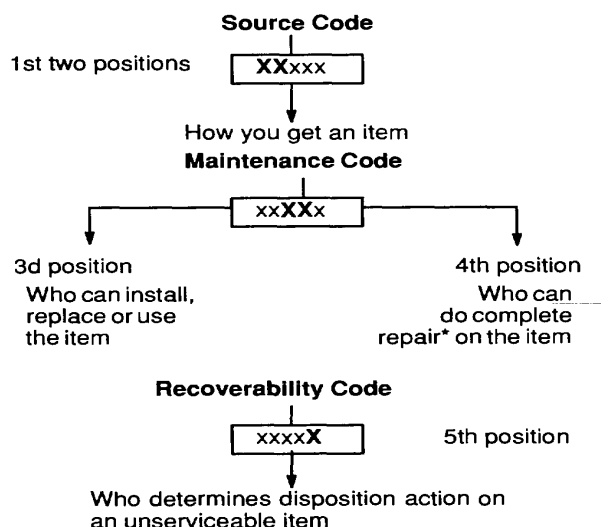 Source Code
1st two positions
XXxxx
How you get an item
Maintenance Code
xxXXx
3d position
Who can install,
replace or use
the item
4th position
Who can
do complete
repair* on the item
Recoverability Code
xxxxX
5th position
Who determines disposition action on
an unserviceable item